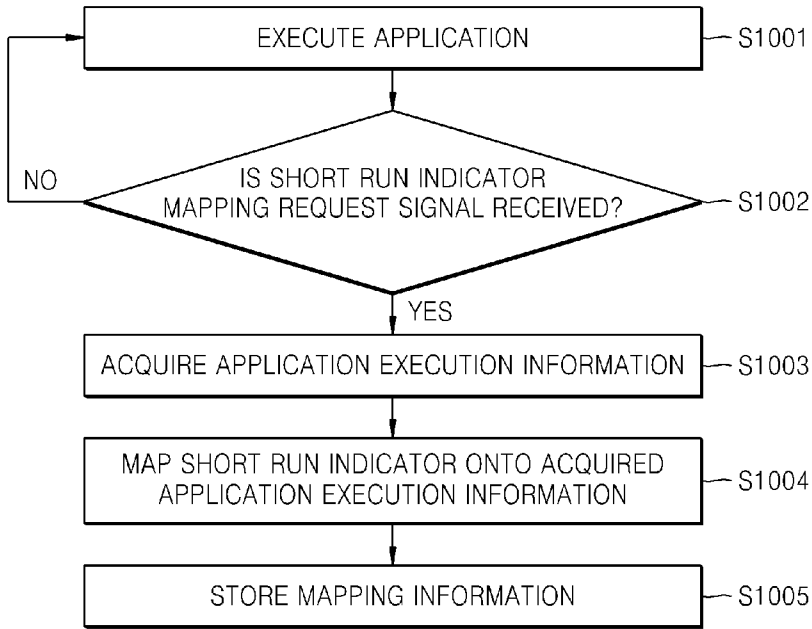 EXECUTE APPLICATION
S1001
IS SHORT RUN INDICATOR
MAPPING REQUEST SIGNAL RECEIVED?
S1002
NO
YES
ACQUIRE APPLICATION EXECUTION INFORMATION
S1003
MAP SHORT RUN INDICATOR ONTO ACQUIRED
APPLICATION EXECUTION INFORMATION
S1004
STORE MAPPING INFORMATION
S1005